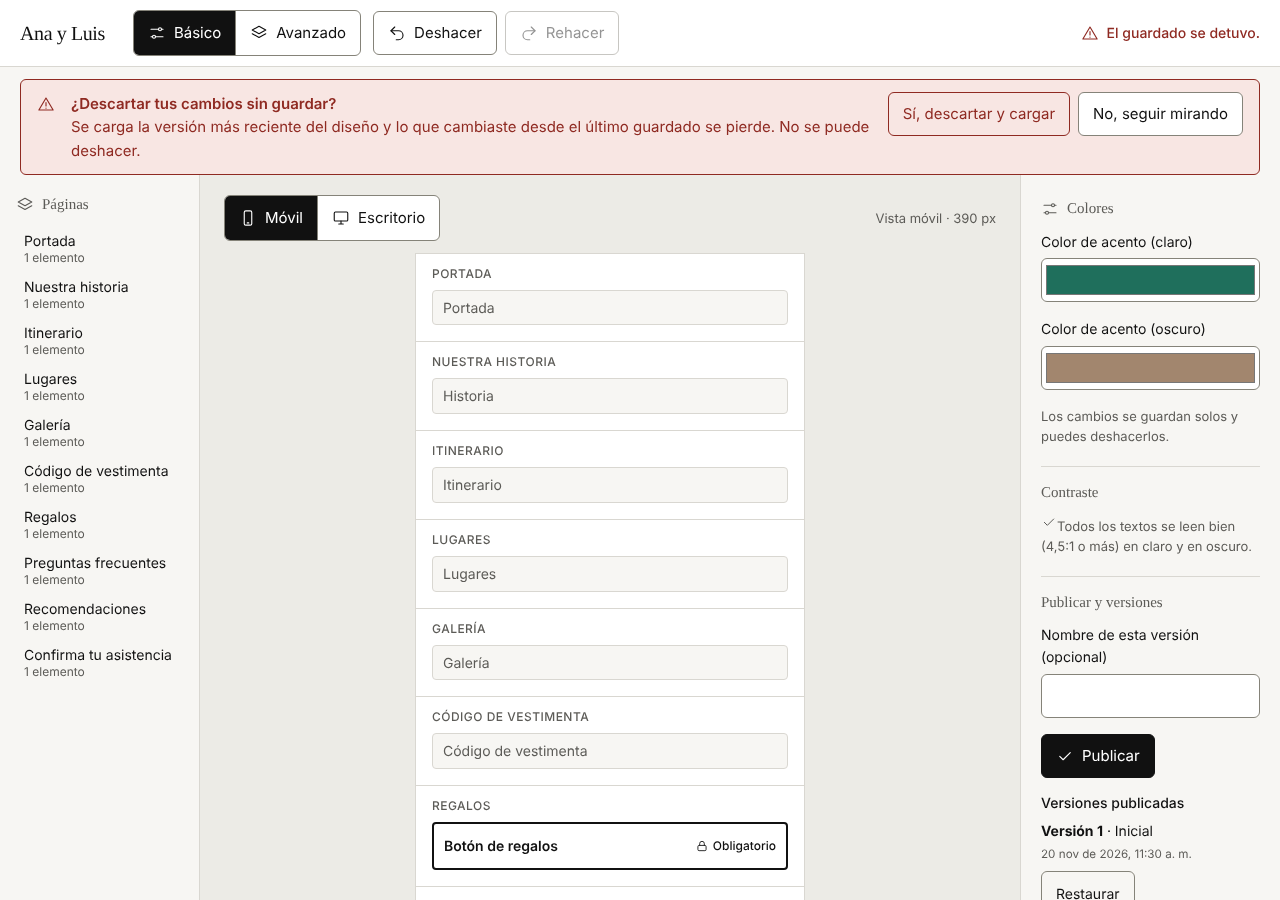 Ana y Luis
Básico
Avanzado
Deshacer
Rehacer
El guardado se detuvo.
¿Descartar tus cambios sin guardar?
Se carga la versión más reciente del diseño y lo que cambiaste desde el último guardado se pierde. No se puede
deshacer.
Sí, descartar y cargar
No, seguir mirando
Páginas
Portada
1 elemento
Nuestra historia
1 elemento
Itinerario
1 elemento
Lugares
1 elemento
Galería
1 elemento
Código de vestimenta
1 elemento
Regalos
1 elemento
Preguntas frecuentes
1 elemento
Recomendaciones
1 elemento
Confirma tu asistencia
1 elemento
Móvil
Escritorio
Vista móvil · 390 px
PORTADA
Portada
NUESTRA HISTORIA
Historia
ITINERARIO
Itinerario
LUGARES
Lugares
GALERÍA
Galería
CÓDIGO DE VESTIMENTA
Código de vestimenta
REGALOS
Botón de regalos
Obligatorio
Colores
Color de acento (claro)
Color de acento (oscuro)
Los cambios se guardan solos y
puedes deshacerlos.
Contraste
Todos los textos se leen bien
(4,5:1 o más) en claro y en oscuro.
Publicar y versiones
Nombre de esta versión
(opcional)
Publicar
Versiones publicadas
Versión 1 · Inicial
20 nov de 2026, 11:30 a. m.
Restaurar